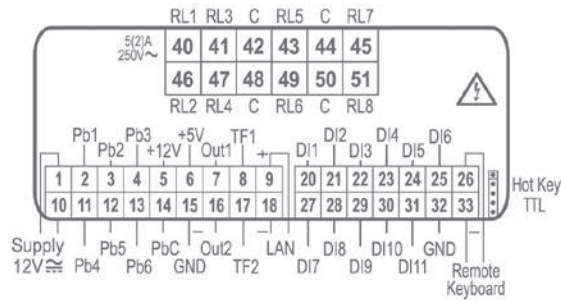 RL1 RL3 C RL5 C RL7
5(2)A
250V~
40 41 42 43 44 45
46 47 48 49 50 51
RL2 RL4 C RL6 C RL8
Pb1 Pb3 +5V TF1 DI2 DI4 DI6
Pb2 +12V Out1 + DI1 DI3 DI5
1 2 3 4 5 6 7 8 9 20 21 22 23 24 25 26
10 11 12 13 14 15 16 17 18 27 28 29 30 31 32 33
Hot Key
TTL
Supply Pb5 PbC – Out2 – LAN DI8 DI10 GND –
12V⎓ Pb4 Pb6 GND TF2 DI7 DI9 DI11 Remote
Keyboard